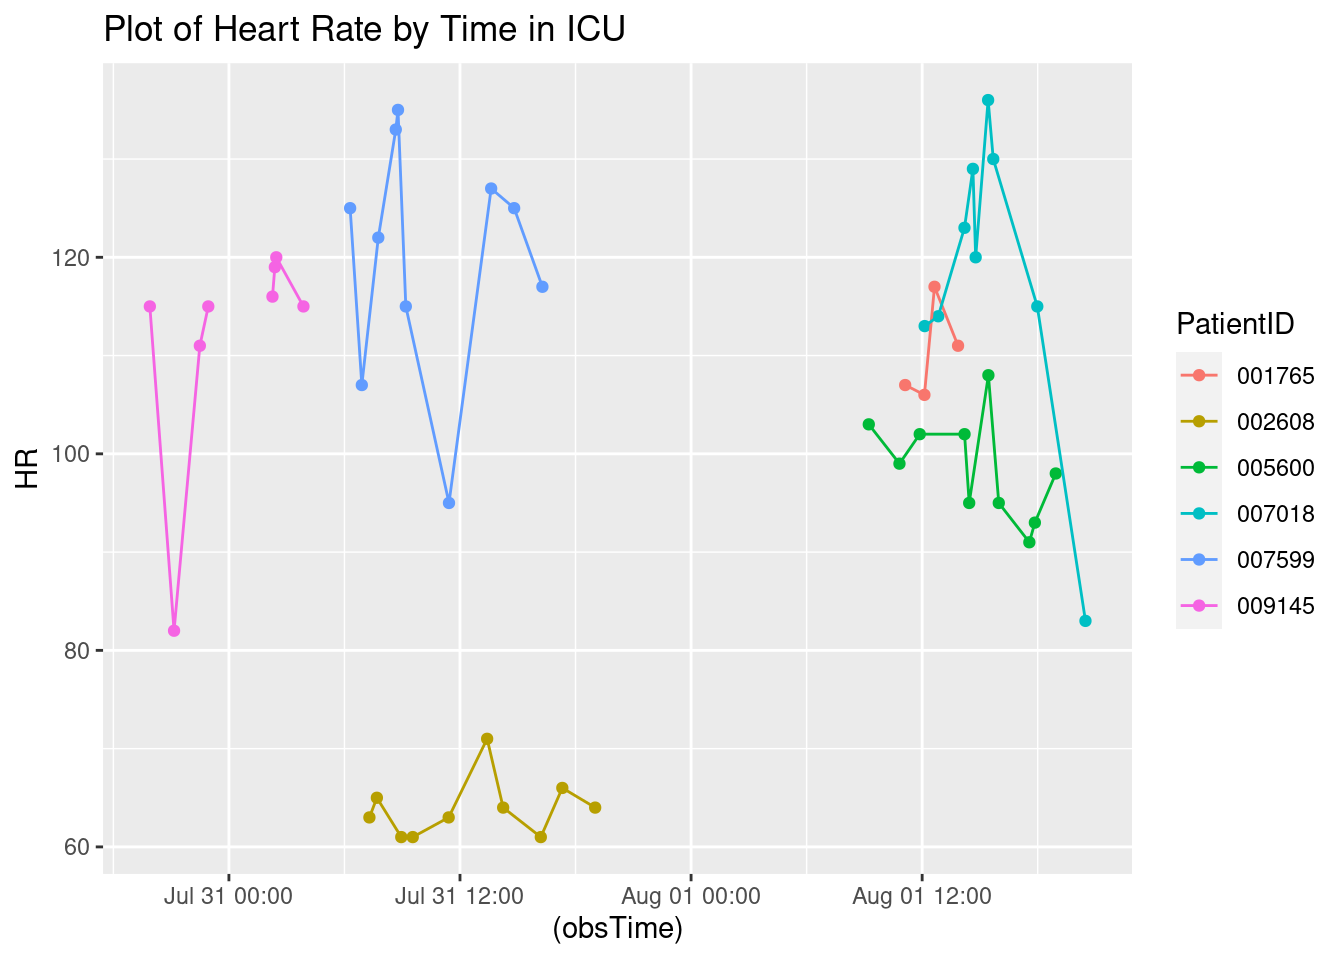 Plot of Heart Rate by Time in ICU
HR
120
100
80
60
Jul 31 00:00
Jul 31 12:00
Aug 01 00:00
Aug 01 12:00
(obsTime)
PatientID
001765
002608
005600
007018
007599
009145